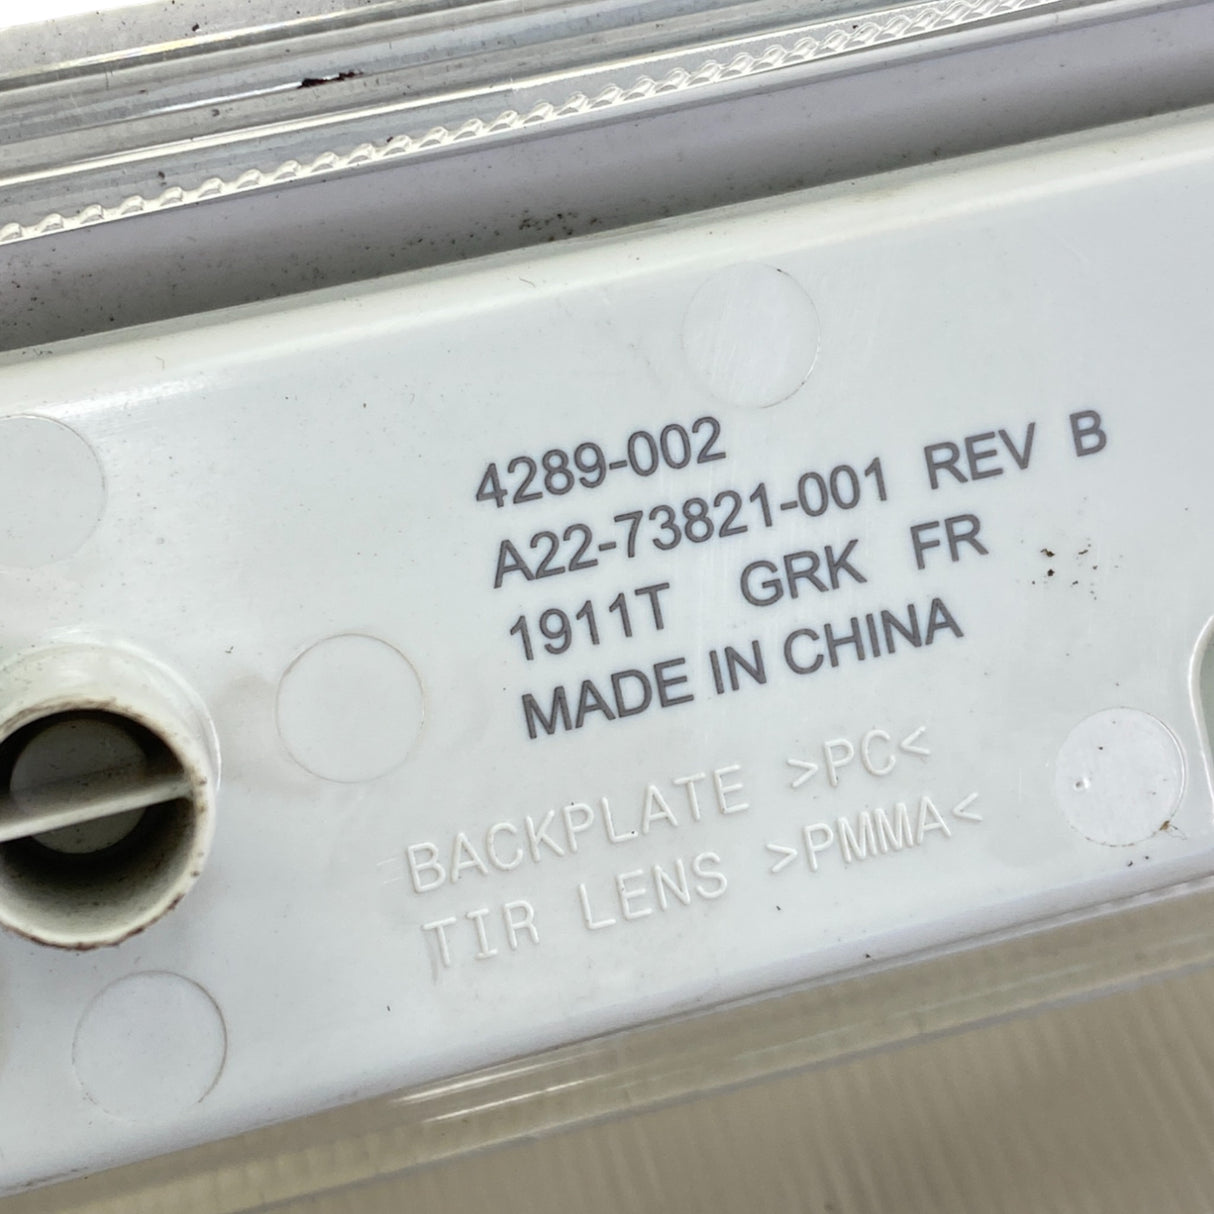 4289-002
A22-73821-001 REV B
1911T GRK FR
MADE IN CHINA
BACKPLATE >PC<
TIR LENS >PMMA<